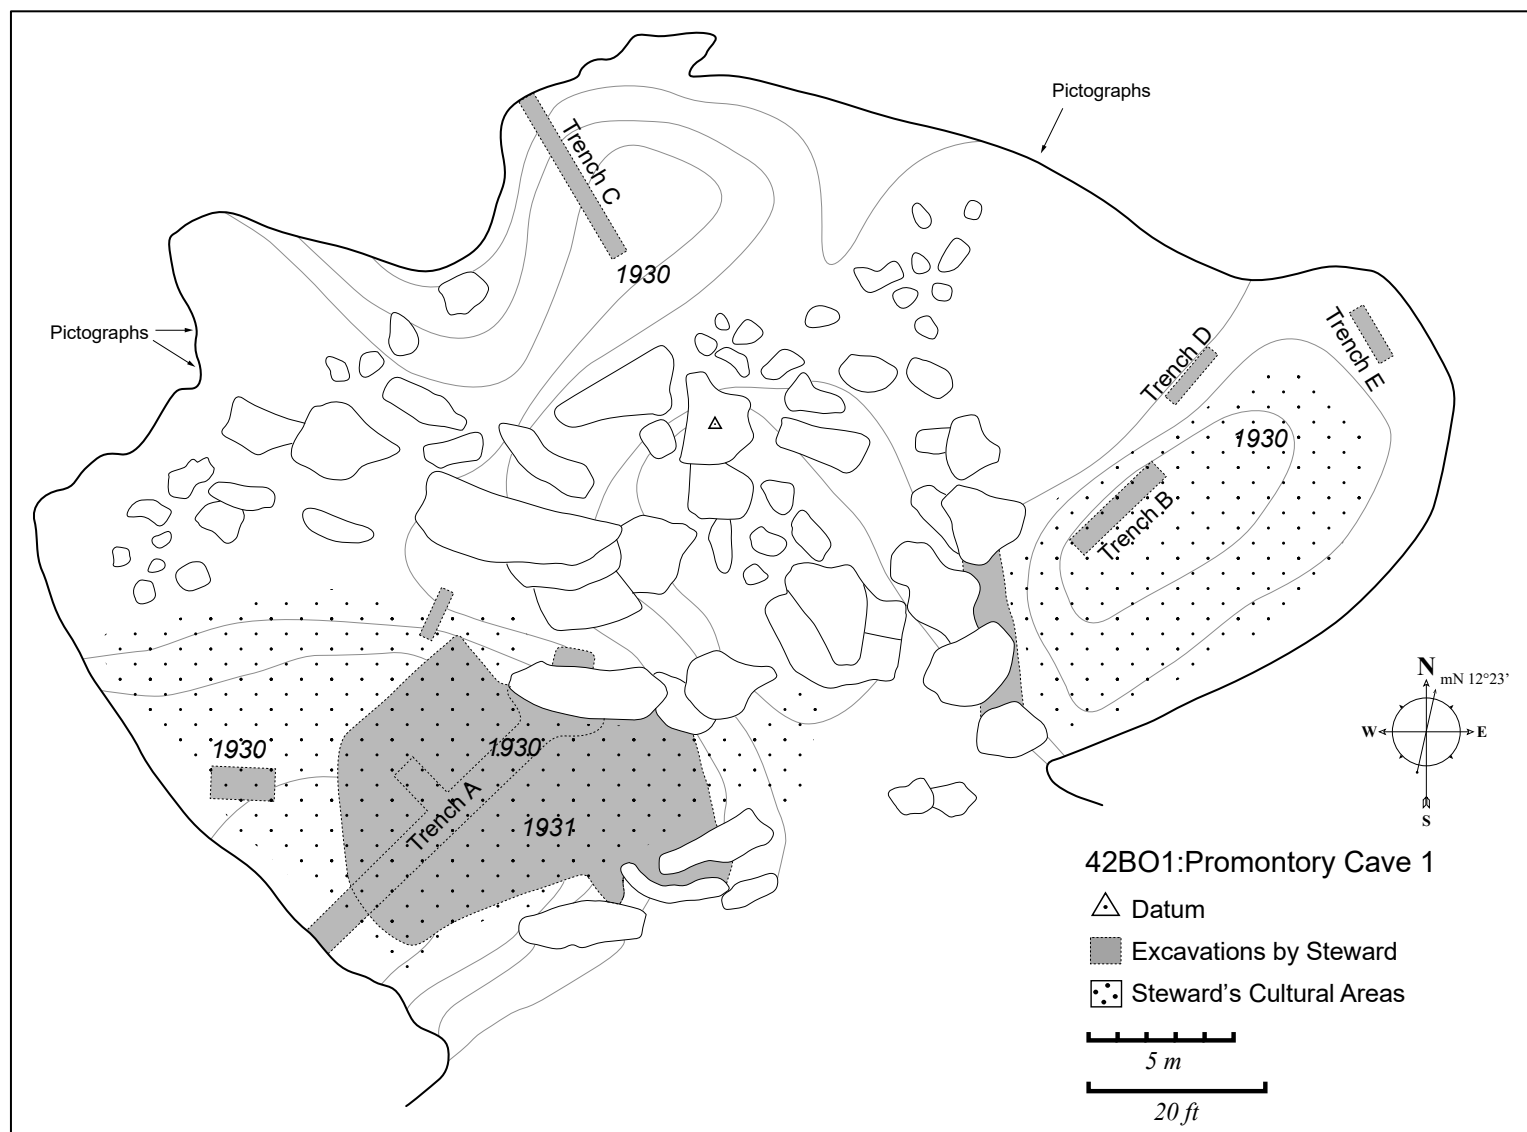 Pictographs
Trench C
1930
Pictographs
Trench D
Trench E
1930
Trench B
1930
1930
Trench A
1931
N
mN 12°23’
W
E
S
42BO1:Promontory Cave 1
Datum
Excavations by Steward
Steward’s Cultural Areas
5 m
20 ft